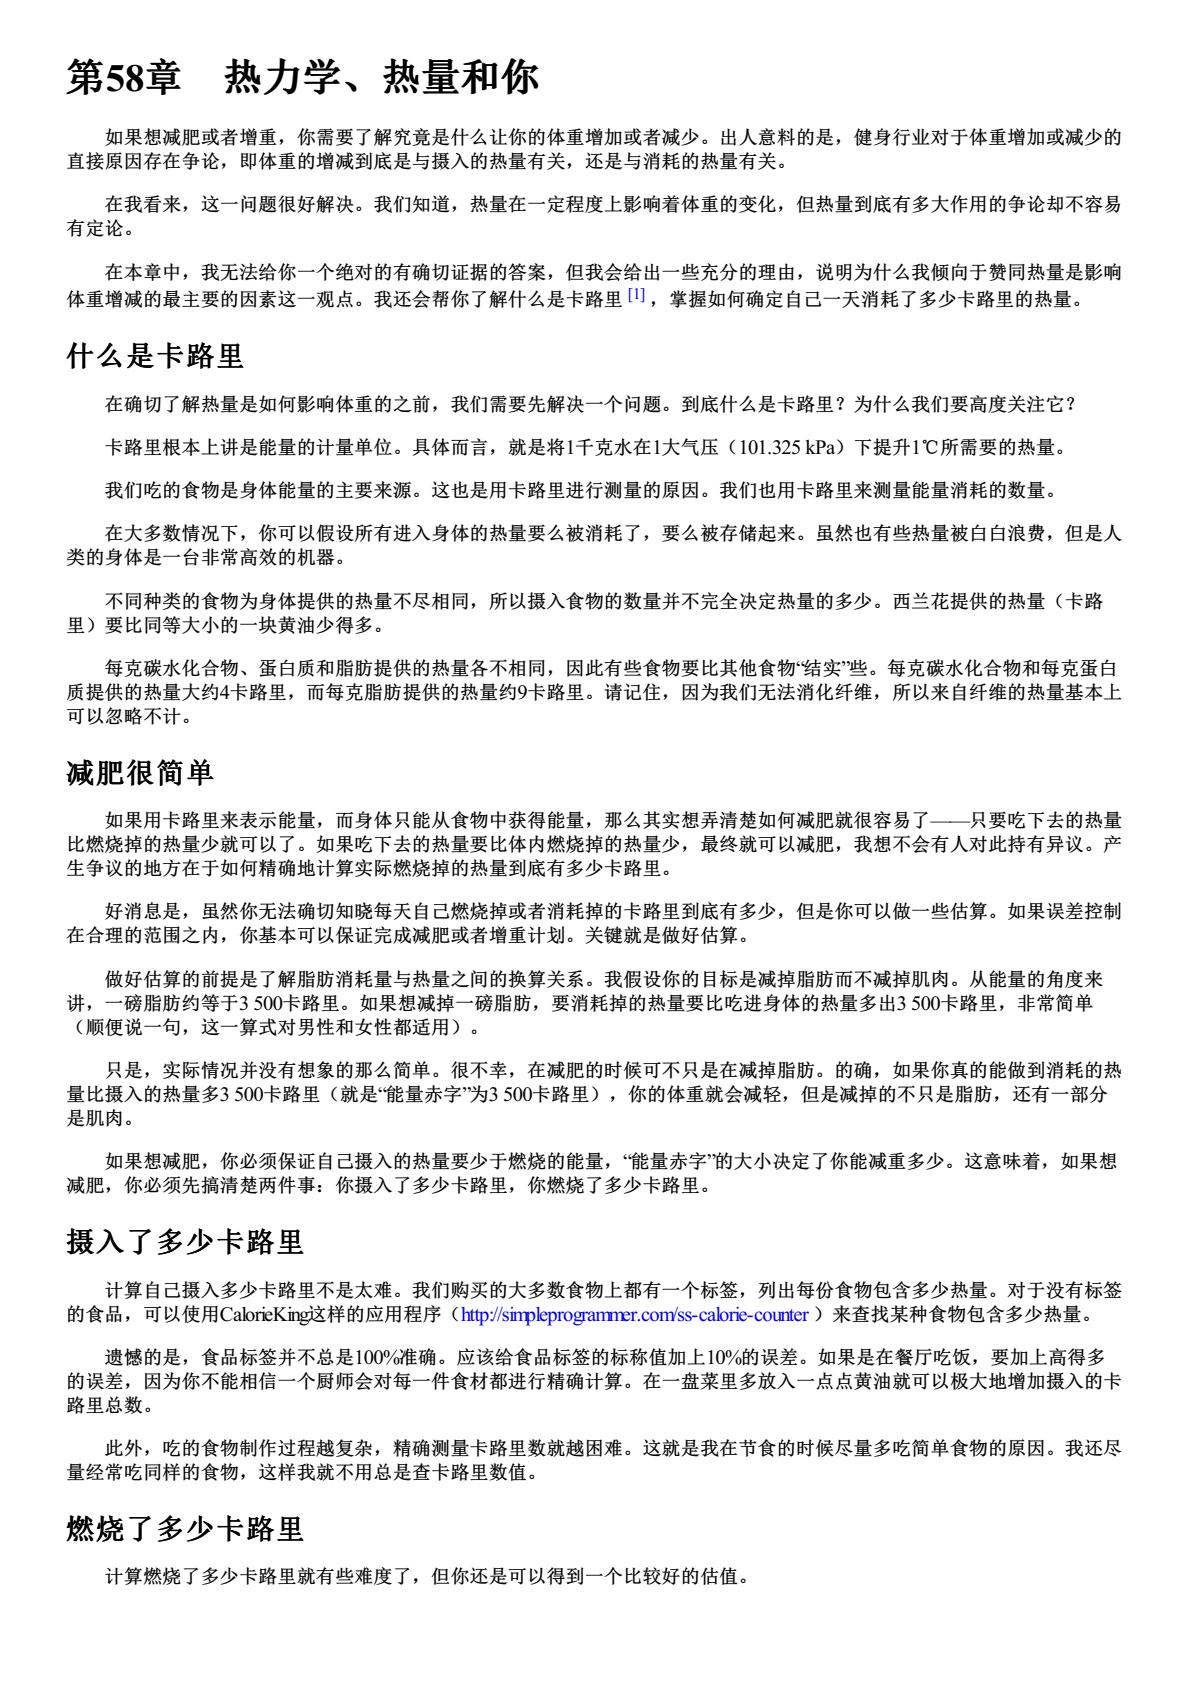 第58章　热力学、热量和你
如果想减肥或者增重，你需要了解究竟是什么让你的体重增加或者减少。出人意料的是，健身行业对于体重增加或减少的
直接原因存在争论，即体重的增减到底是与摄入的热量有关，还是与消耗的热量有关。
在我看来，这一问题很好解决。我们知道，热量在一定程度上影响着体重的变化，但热量到底有多大作用的争论却不容易
有定论。
在本章中，我无法给你一个绝对的有确切证据的答案，但我会给出一些充分的理由，说明为什么我倾向于赞同热量是影响
体重增减的最主要的因素这一观点。我还会帮你了解什么是卡路里 [1] ，掌握如何确定自己一天消耗了多少卡路里的热量。
什么是卡路里
在确切了解热量是如何影响体重的之前，我们需要先解决一个问题。到底什么是卡路里？为什么我们要高度关注它？
卡路里根本上讲是能量的计量单位。具体而言，就是将1千克水在1大气压（101.325 kPa）下提升1℃所需要的热量。
我们吃的食物是身体能量的主要来源。这也是用卡路里进行测量的原因。我们也用卡路里来测量能量消耗的数量。
在大多数情况下，你可以假设所有进入身体的热量要么被消耗了，要么被存储起来。虽然也有些热量被白白浪费，但是人
类的身体是一台非常高效的机器。
不同种类的食物为身体提供的热量不尽相同，所以摄入食物的数量并不完全决定热量的多少。西兰花提供的热量（卡路
里）要比同等大小的一块黄油少得多。
每克碳水化合物、蛋白质和脂肪提供的热量各不相同，因此有些食物要比其他食物“结实”些。每克碳水化合物和每克蛋白
质提供的热量大约4卡路里，而每克脂肪提供的热量约9卡路里。请记住，因为我们无法消化纤维，所以来自纤维的热量基本上
可以忽略不计。
减肥很简单
如果用卡路里来表示能量，而身体只能从食物中获得能量，那么其实想弄清楚如何减肥就很容易了——只要吃下去的热量
比燃烧掉的热量少就可以了。如果吃下去的热量要比体内燃烧掉的热量少，最终就可以减肥，我想不会有人对此持有异议。产
生争议的地方在于如何精确地计算实际燃烧掉的热量到底有多少卡路里。
好消息是，虽然你无法确切知晓每天自己燃烧掉或者消耗掉的卡路里到底有多少，但是你可以做一些估算。如果误差控制
在合理的范围之内，你基本可以保证完成减肥或者增重计划。关键就是做好估算。
做好估算的前提是了解脂肪消耗量与热量之间的换算关系。我假设你的目标是减掉脂肪而不减掉肌肉。从能量的角度来
讲，一磅脂肪约等于3 500卡路里。如果想减掉一磅脂肪，要消耗掉的热量要比吃进身体的热量多出3 500卡路里，非常简单
（顺便说一句，这一算式对男性和女性都适用）。
只是，实际情况并没有想象的那么简单。很不幸，在减肥的时候可不只是在减掉脂肪。的确，如果你真的能做到消耗的热
量比摄入的热量多3 500卡路里（就是“能量赤字”为3 500卡路里），你的体重就会减轻，但是减掉的不只是脂肪，还有一部分
是肌肉。
如果想减肥，你必须保证自己摄入的热量要少于燃烧的能量，“能量赤字”的大小决定了你能减重多少。这意味着，如果想
减肥，你必须先搞清楚两件事：你摄入了多少卡路里，你燃烧了多少卡路里。
摄入了多少卡路里
计算自己摄入多少卡路里不是太难。我们购买的大多数食物上都有一个标签，列出每份食物包含多少热量。对于没有标签
的食品，可以使用CalorieKing这样的应用程序（http://simpleprogrammer.com/ss-calorie-counter ）来查找某种食物包含多少热量。
遗憾的是，食品标签并不总是100%准确。应该给食品标签的标称值加上10%的误差。如果是在餐厅吃饭，要加上高得多
的误差，因为你不能相信一个厨师会对每一件食材都进行精确计算。在一盘菜里多放入一点点黄油就可以极大地增加摄入的卡
路里总数。
此外，吃的食物制作过程越复杂，精确测量卡路里数就越困难。这就是我在节食的时候尽量多吃简单食物的原因。我还尽
量经常吃同样的食物，这样我就不用总是查卡路里数值。
燃烧了多少卡路里
计算燃烧了多少卡路里就有些难度了，但你还是可以得到一个比较好的估值。